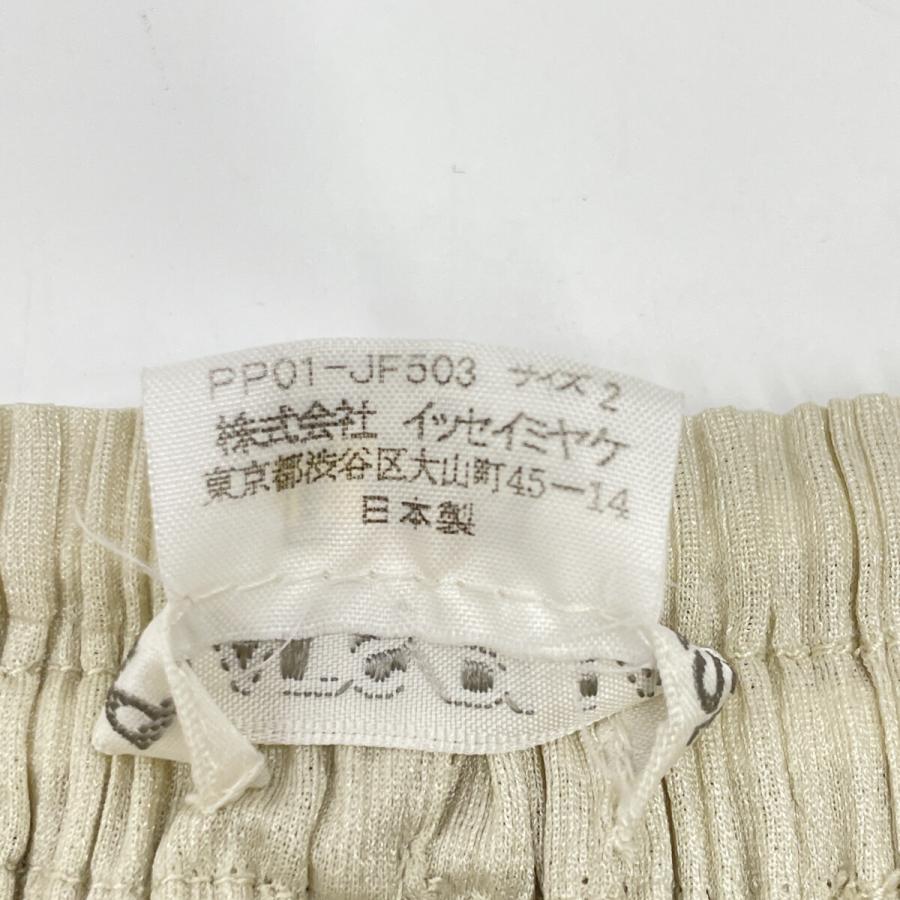 PP01-JF503 サイズ 2
株式会社 イッセイミヤケ
東京都渋谷区大山町45-14
日本製